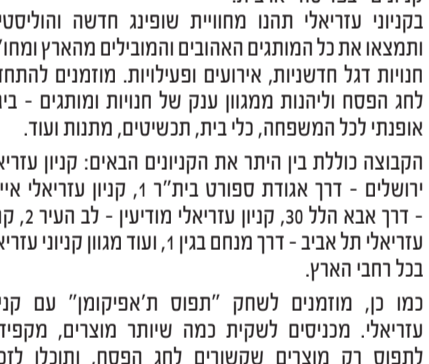 בקניוני עזריאלי תהנו מחוויית שופינג חדשה והוליסטי
ותמצאו את כל המותגים האהובים והמובילים מהארץ ומחו"
חנויות דגל חדשניות, אירועים ופעילויות. מוזמנים להתחד
לחג הפסח וליהנות ממגוון ענק של חנויות ומותגים - בי
אופנתי לכל המשפחה, כלי בית, תכשיטים, מתנות ועוד.
הקבוצה כוללת בין היתר את הקניונים הבאים: קניון עזריא
ירושלים - דרך אגודת ספורט בית"ר 1, קניון עזריאלי איי
- דרך אבא הלל 30, קניון עזריאלי מודיעין - לב העיר 2, קנ
עזריאלי תל אביב - דרך מנחם בגין 1, ועוד מגוון קניוני עזריא
בכל רחבי הארץ.
כמו כן, מוזמנים לשחק "תפוס ת'אפיקומן" עם קני
עזריאלי. מכניסים לשקית כמה שיותר מוצרים, מקפיד
לתפוס רק מוצרים שקשורים לחג הפסח, ותוכלו לזכ